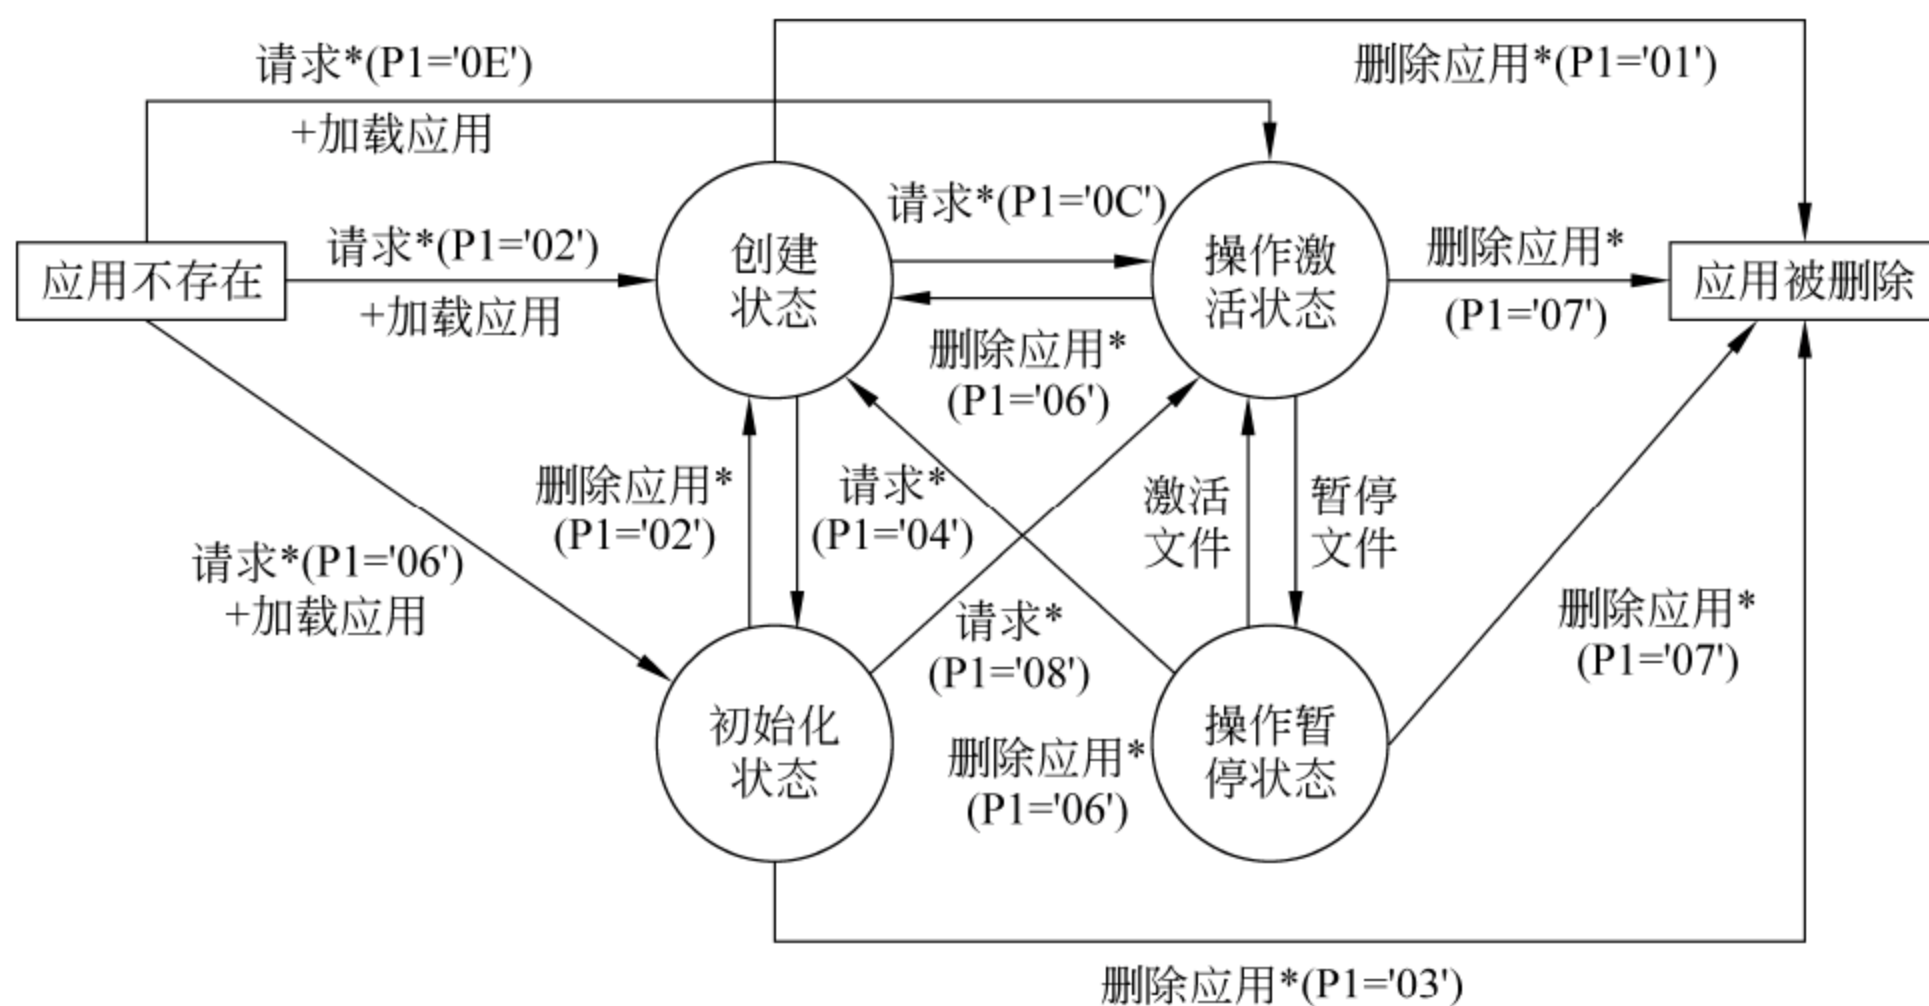 请求*(P1='0E')
+加载应用
删除应用*(P1='01')
请求*(P1='02')
+加载应用
应用不存在
创建
状态
请求*(P1='0C')
操作激
活状态
删除应用*
(P1='07')
应用被删除
删除应用*
(P1='06')
删除应用*
(P1='02')
请求*
(P1='04')
激活
文件
暂停
文件
请求*(P1='06')
+加载应用
请求*
(P1='08')
删除应用*
(P1='07')
初始化
状态
删除应用*
(P1='06')
操作暂
停状态
删除应用*(P1='03')